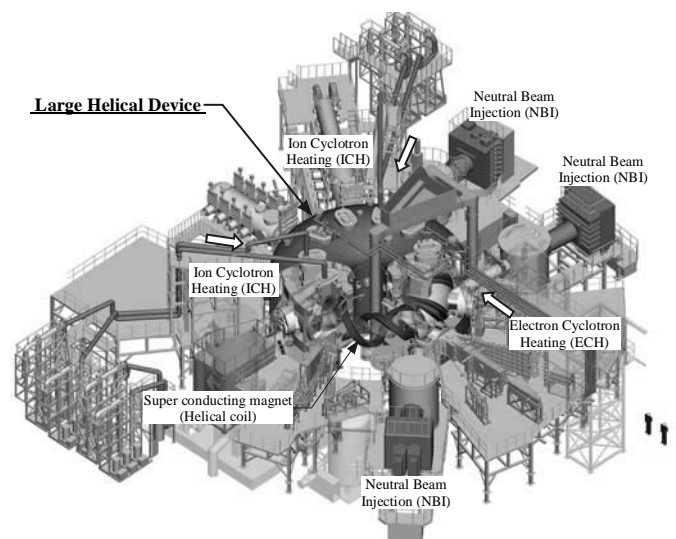 Neutral Beam
Injection (NBI)
Large Helical Device
Ion Cyclotron
Heating (ICH)
Neutral Beam
Injection (NBI)
Ion Cyclotron
Heating (ICH)
Electron Cyclotron
Heating (ECH)
Super conducting magnet
(Helical coil)
Neutral Beam
Injection (NBI)